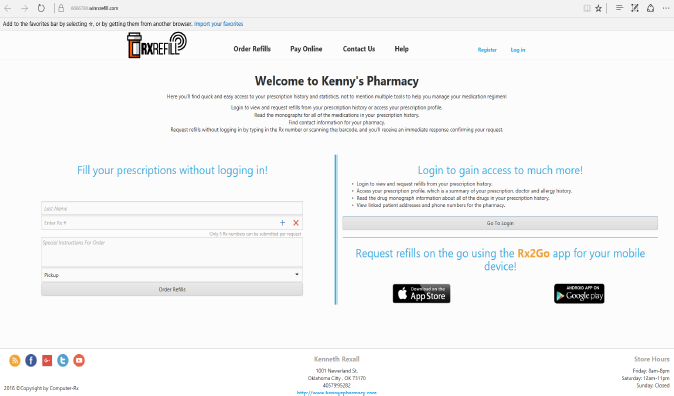 .winrxrefill.com
Add to the favorites bar by selecting ☆, or by getting them from another browser. Import your favorites
RXREFILL
Order Refills Pay Online Contact Us Help Register Log in
Welcome to Kenny's Pharmacy
Here you'll find quick and easy access to your prescription history and statistics, not to mention multiple tools to help you manage your medication regimen!
Login to view and request refills from your prescription history or access your prescription profile.
Read the monographs for all of the medications in your prescription history.
Find contact information for your pharmacy.
Request refills without logging in by typing in the Rx number or scanning the barcode, and you'll receive an immediate response confirming your request.
Fill your prescriptions without logging in!
Last Name
Enter Rx #
Only 5 Rx numbers can be submitted per request
Special Instructions For Order
Pickup
Order Refills
Login to gain access to much more!
• Login to view and request refills from your prescription history.
• Access your prescription profile, which is a summary of your prescription, doctor and allergy history.
• Read the drug monograph information about all of the drugs in your prescription history.
• View linked patient addresses and phone numbers for the pharmacy.
Go To Login
Request refills on the go using the Rx2Go app for your mobile
device!
Download on the
App Store
ANDROID APP ON
Google play
2016 ©Copyright by Computer-Rx
Kenneth Rexall
1001 Neverland St.
Oklahoma City , OK 73170
4057995282
http://www.kennyspharmacy.com
Store Hours
Friday: 8am-8pm
Saturday: 12am-11pm
Sunday: Closed